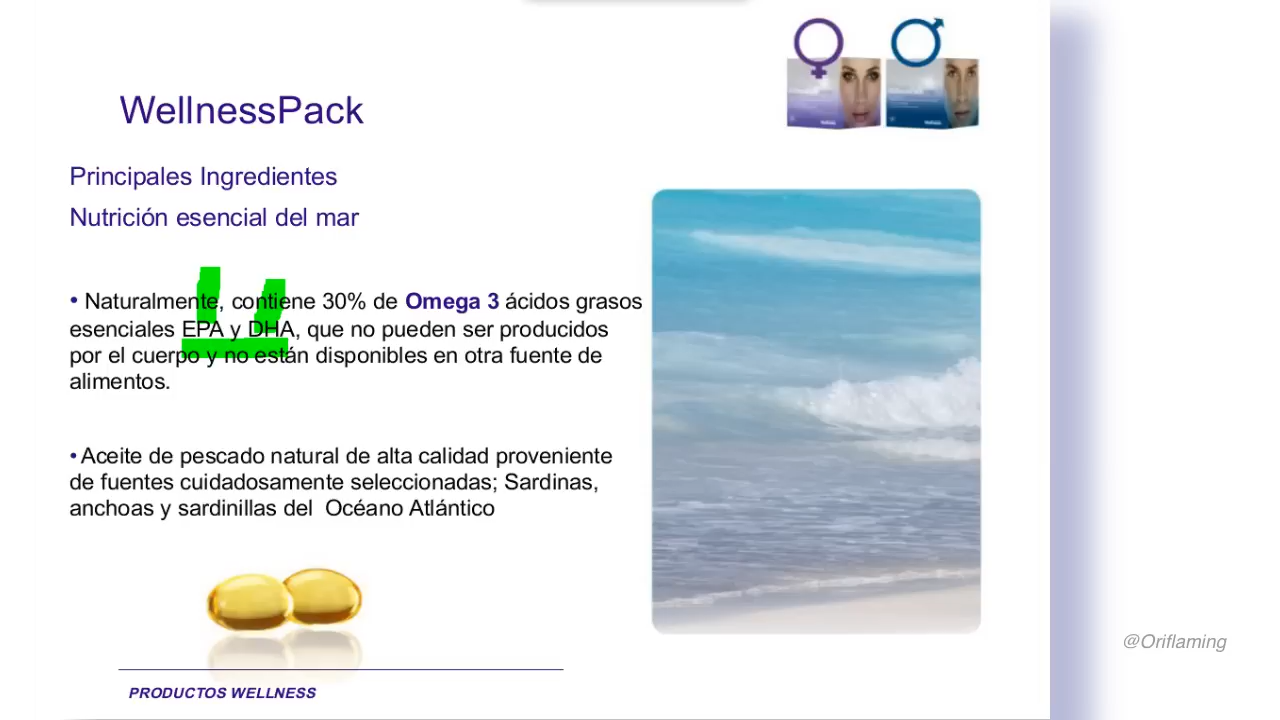 WellnessPack
Principales Ingredientes
Nutrición esencial del mar
• Naturalmente, contiene 30% de Omega 3 ácidos grasos
esenciales EPA y DHA, que no pueden ser producidos
por el cuerpo y no están disponibles en otra fuente de
alimentos.
• Aceite de pescado natural de alta calidad proveniente
de fuentes cuidadosamente seleccionadas; Sardinas,
anchoas y sardinillas del Océano Atlántico
@Oriflaming
PRODUCTOS WELLNESS